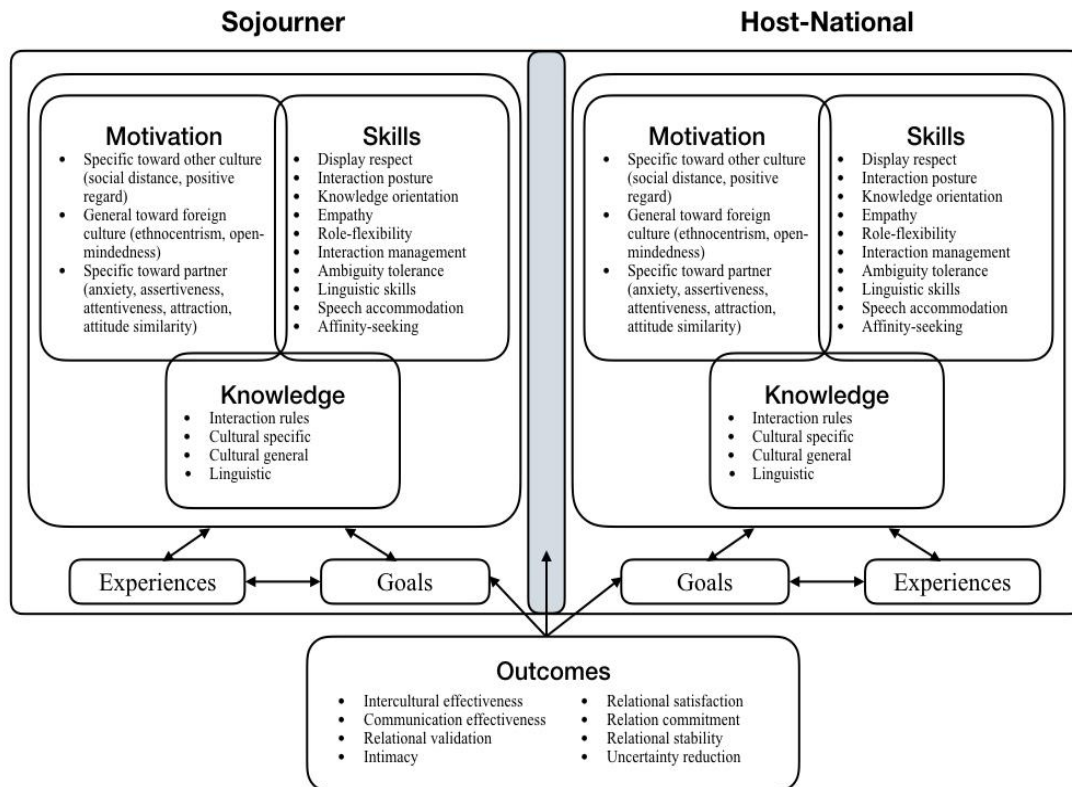 Sojourner
Host-National
Motivation
Specific toward other culture
(social distance, positive
regard)
General toward foreign
culture (ethnocentrism, open-
mindedness)
Specific toward partner
(anxiety, assertiveness,
attentiveness, attraction,
attitude similarity)
Skills
Display respect
Interaction posture
Knowledge orientation
Empathy
Role-flexibility
Interaction management
Ambiguity tolerance
Linguistic skills
Speech accommodation
Affinity-seeking
Knowledge
Interaction rules
Cultural specific
Cultural general
Linguistic
Experiences
Goals
Motivation
Specific toward other culture
(social distance, positive
regard)
General toward foreign
culture (ethnocentrism, open-
mindedness)
Specific toward partner
(anxiety, assertiveness,
attentiveness, attraction,
attitude similarity)
Skills
Display respect
Interaction posture
Knowledge orientation
Empathy
Role-flexibility
Interaction management
Ambiguity tolerance
Linguistic skills
Speech accommodation
Affinity-seeking
Knowledge
Interaction rules
Cultural specific
Cultural general
Linguistic
Goals
Experiences
Outcomes
Intercultural effectiveness
Communication effectiveness
Relational validation
Intimacy
Relational satisfaction
Relation commitment
Relational stability
Uncertainty reduction